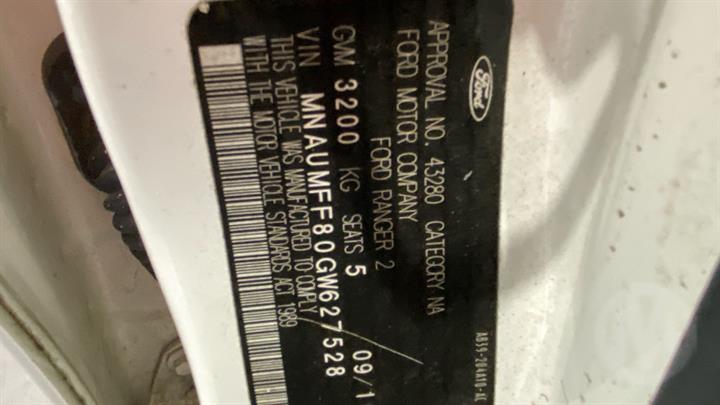 Ford
APPROVAL NO. 43280 CATEGORY NA
FORD MOTOR COMPANY
FORD RANGER 2
09/1
GVM 3200 KG SEATS 5
VIN MNAUMFF80GW627528
THIS VEHICLE WAS MANUFACTURED TO COMPLY
WITH THE MOTOR VEHICLE STANDARDS ACT 1989